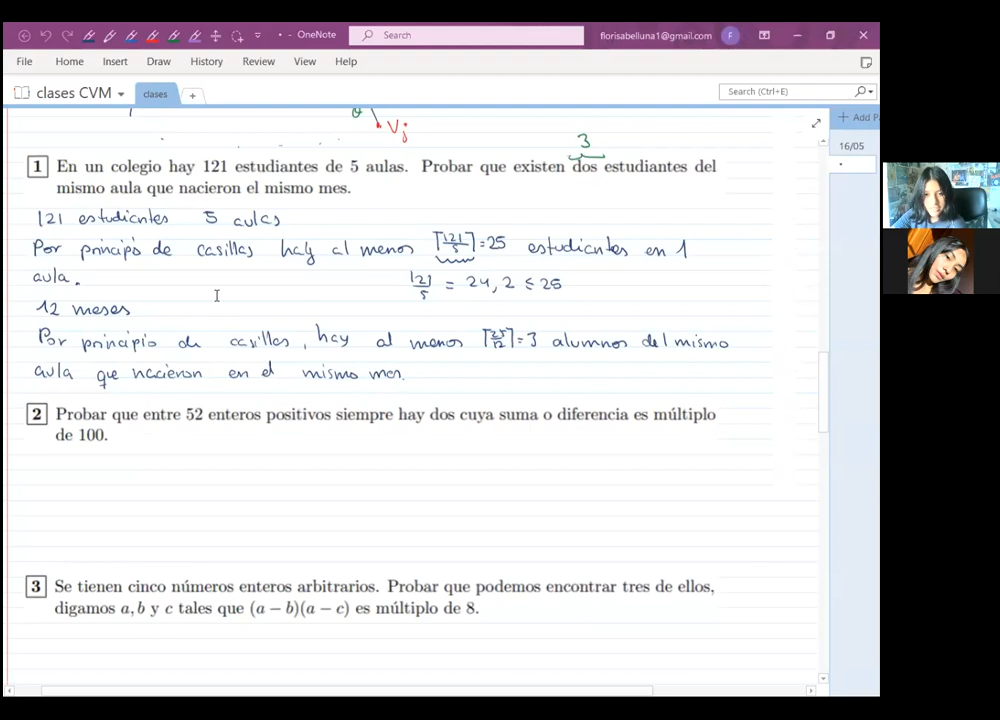 OneNote
Search
florisabelluna1@gmail.com
F
File Home Insert Draw History Review View Help
clases CVM
clases
Search (Ctrl+E)
Add Pa
16/05
Vj
3
1 En un colegio hay 121 estudiantes de 5 aulas. Probar que existen dos estudiantes del
mismo aula que nacieron el mismo mes.
121 estudiantes 5 aulas
Por principio de casillas hay al menos ⌈121/5⌉=25 estudiantes en 1
aula.
121/5 = 24,2 ≤ 25
12 meses
Por principio de casillas, hay al menos ⌈25/12⌉=3 alumnos del mismo
aula que nacieron en el mismo mes.
2 Probar que entre 52 enteros positivos siempre hay dos cuya suma o diferencia es múltiplo
de 100.
3 Se tienen cinco números enteros arbitrarios. Probar que podemos encontrar tres de ellos,
digamos a, b y c tales que (a − b)(a − c) es múltiplo de 8.